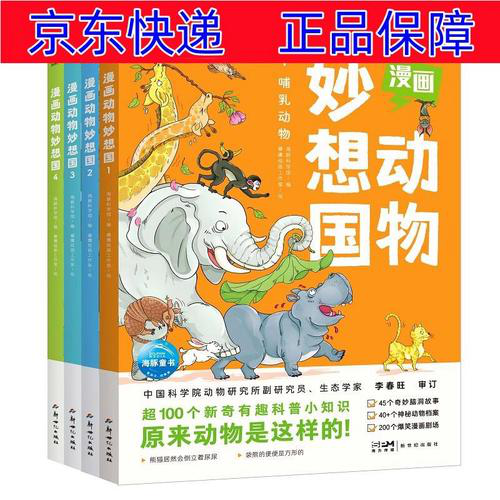 京东快递 正品保障
漫画动物妙想国 4
漫画动物妙想国 3
漫画动物妙想国 2
漫画动物妙想国 1
哺乳动物
漫画
动物
妙想国
海豚童书
中国科学院动物研究所副研究员、生态学家 李春旺 审订
超100个新奇有趣科普小知识
原来动物是这样的!
熊猫居然会倒立着尿尿
袋熊的便便是方形的
45个奇妙脑洞故事
40+个神秘动物档案
200个爆笑漫画剧场
南方传媒
新世纪出版社